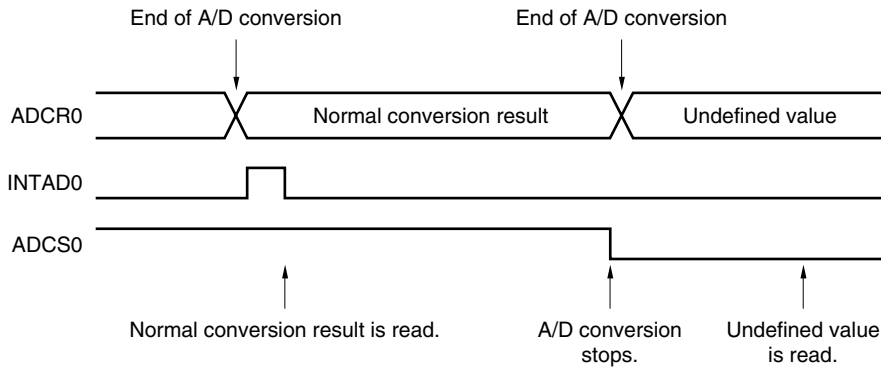 End of A/D conversion
End of A/D conversion
ADCR0
Normal conversion result
Undefined value
INTAD0
ADCS0
Normal conversion result is read.
A/D conversion
stops.
Undefined value
is read.